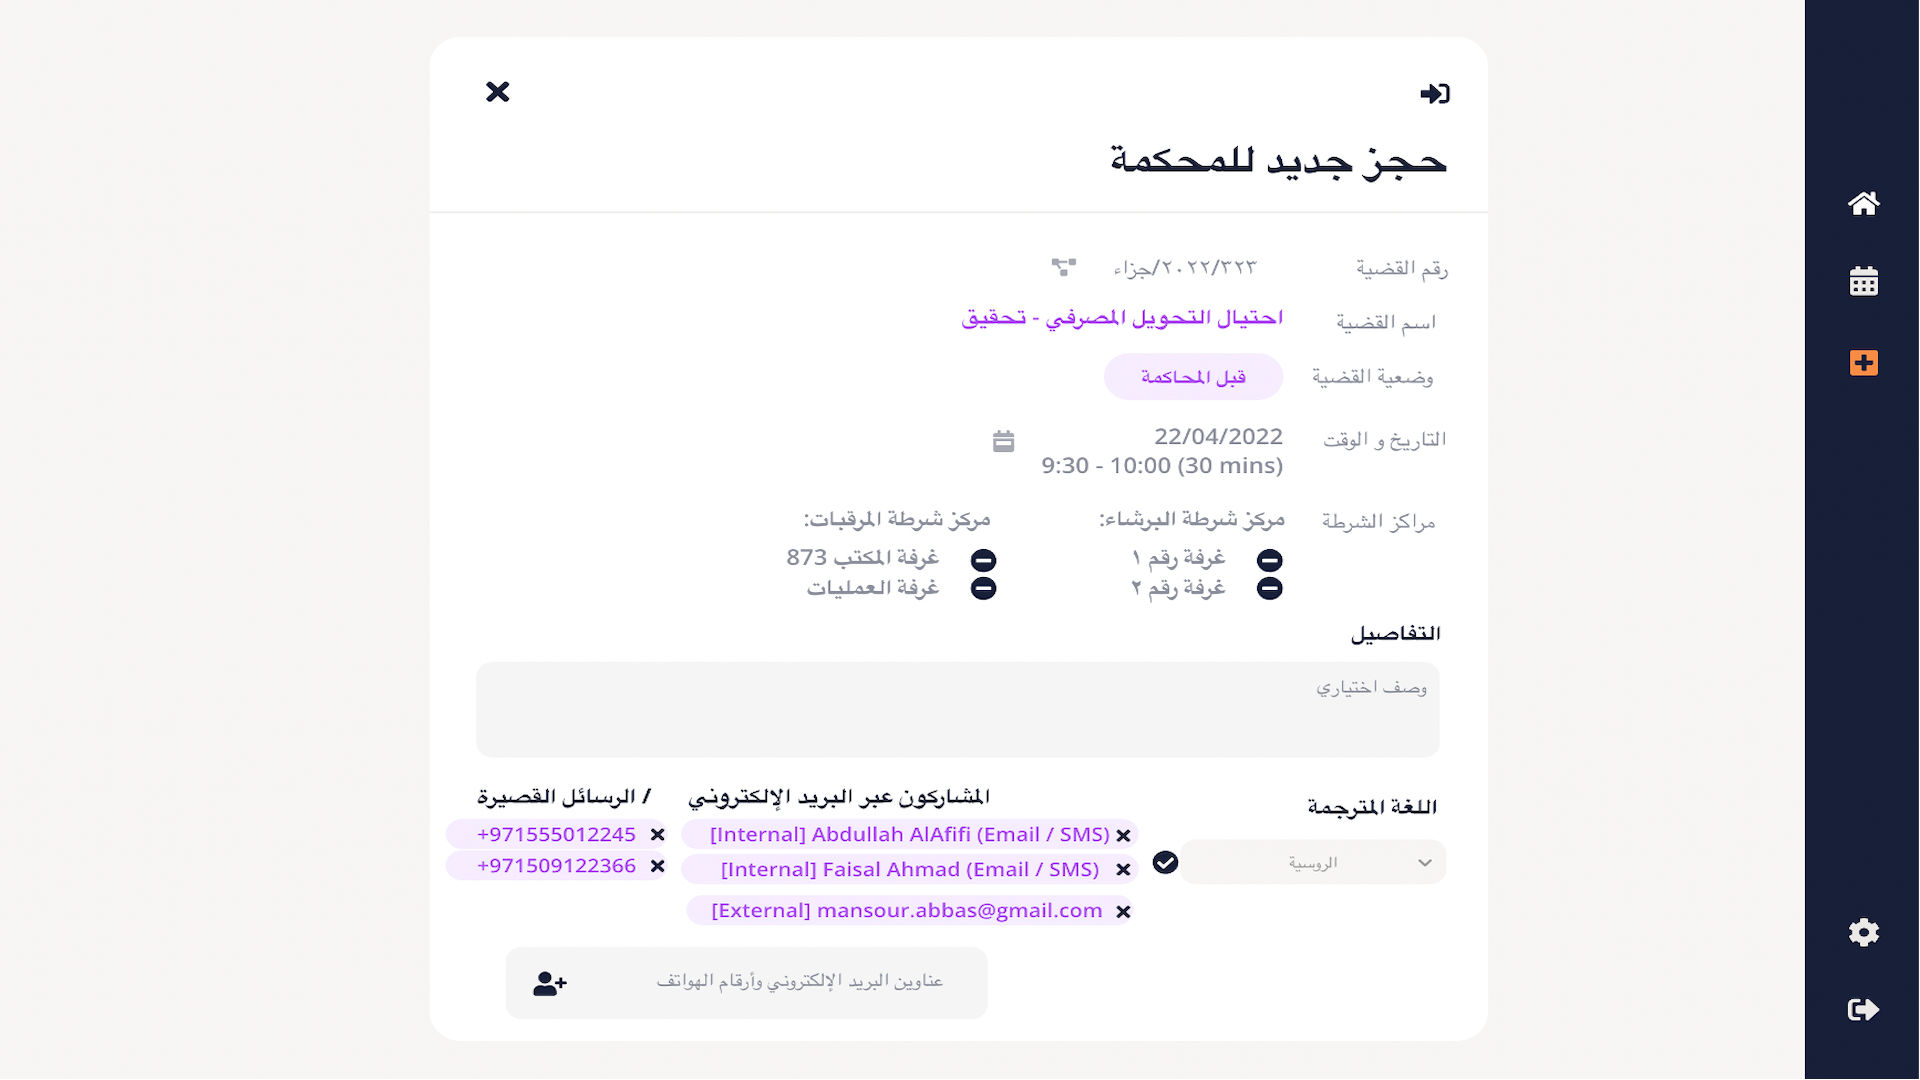 حجز جديد للمحكمة
رقم القضية ٢٠٢٢/٣٢٣/جزاء
اسم القضية احتيال التحويل المصرفي - تحقيق
وضعية القضية قبل المحاكمة
التاريخ و الوقت 22/04/2022
9:30 - 10:00 (30 mins)
مراكز الشرطة مركز شرطة البرشاء: مركز شرطة المرقبات:
غرفة رقم ١ غرفة المكتب 873
غرفة رقم ٢ غرفة العمليات
التفاصيل
وصف اختياري
اللغة المترجمة
الروسية
المشاركون عبر البريد الإلكتروني / الرسائل القصيرة
[Internal] Abdullah AlAfifi (Email / SMS) +971555012245
[Internal] Faisal Ahmad (Email / SMS) +971509122366
[External] mansour.abbas@gmail.com
عناوين البريد الإلكتروني وأرقام الهواتف